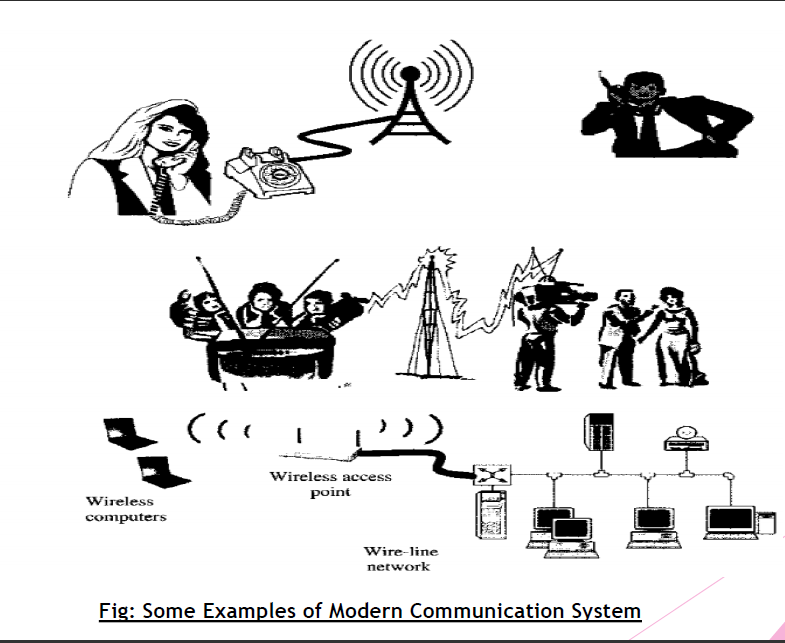 Wireless access
point
Wireless
computers
Wire-line
network
Fig: Some Examples of Modern Communication System